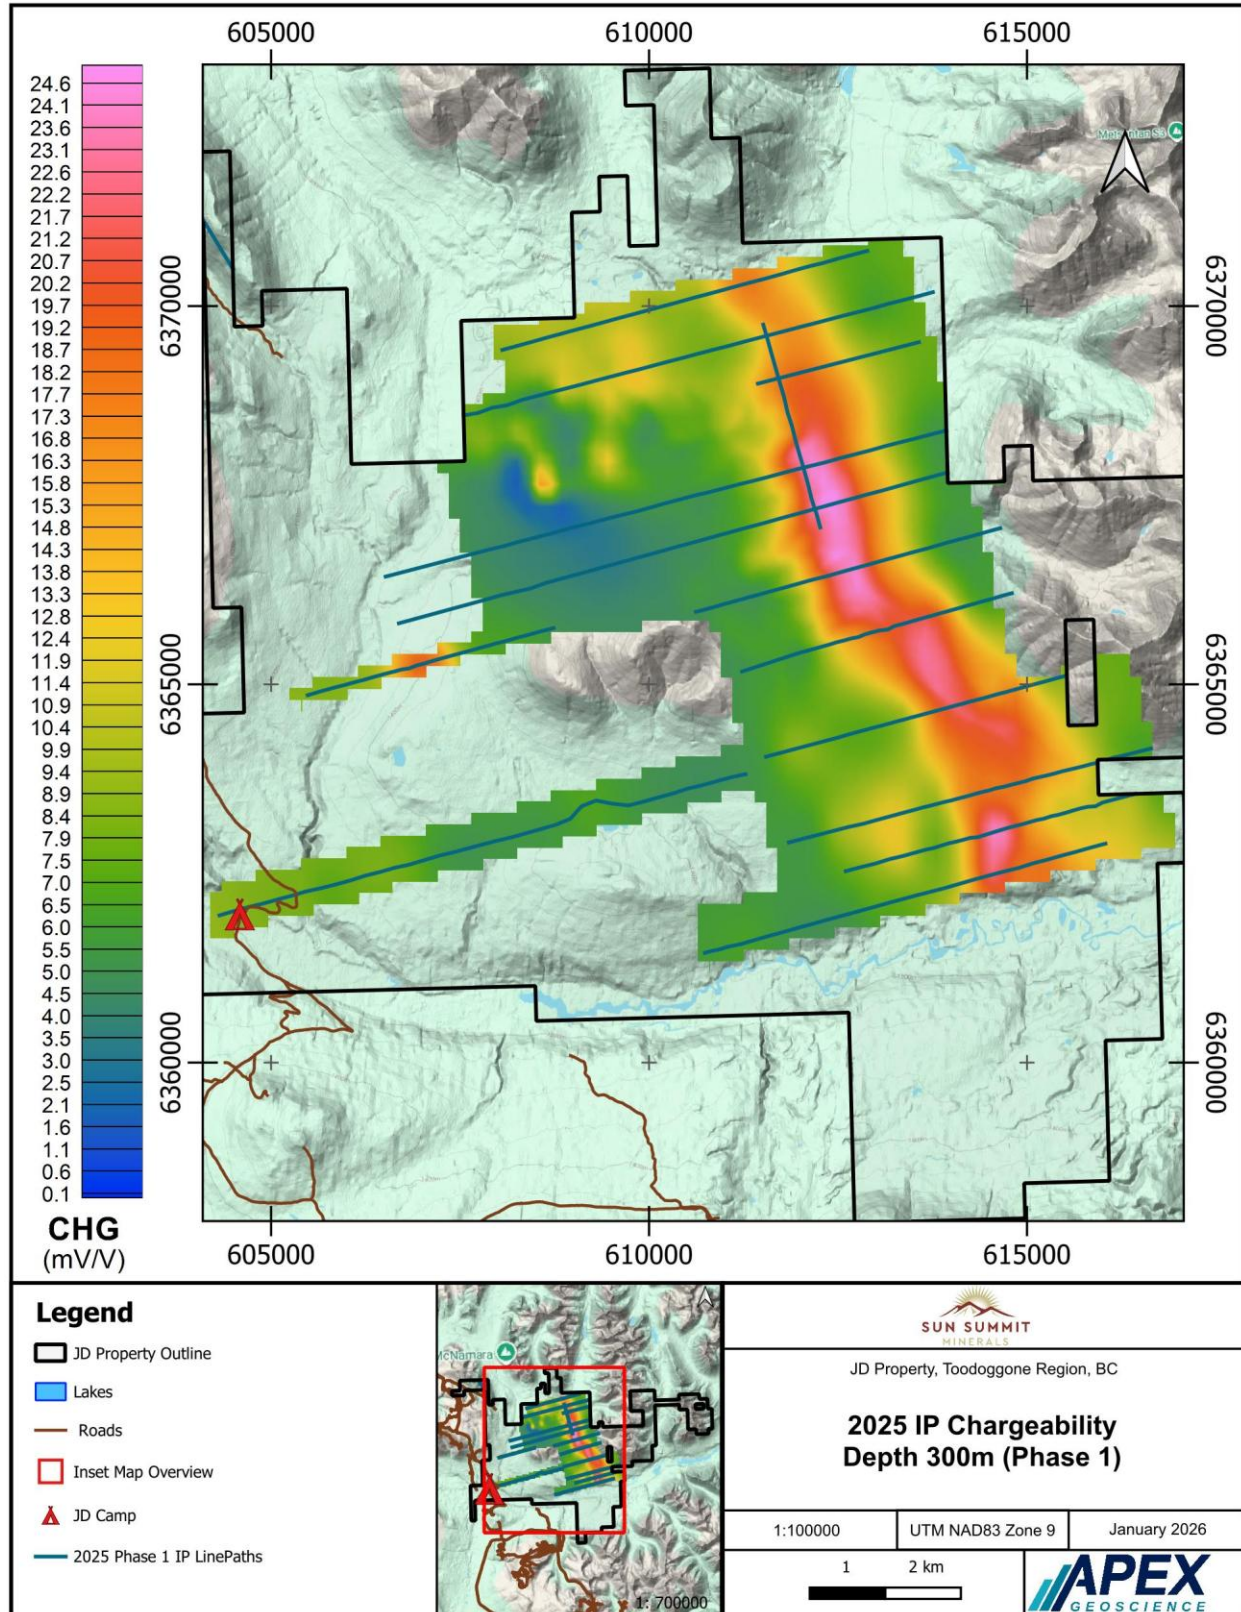 605000 610000 615000
24.6
24.1
23.6
23.1
22.6
22.2
21.7
21.2
20.7
20.2
19.7
19.2
18.7
18.2
17.7
17.3
16.8
16.3
15.8
15.3
14.8
14.3
13.8
13.3
12.8
12.4
11.9
11.4
10.9
10.4
9.9
9.4
8.9
8.4
7.9
7.5
7.0
6.5
6.0
5.5
5.0
4.5
4.0
3.5
3.0
2.5
2.1
1.6
1.1
0.6
0.1
CHG
(mV/V)
6370000
6365000
6360000
6370000
6365000
6360000
605000 610000 615000
Legend
JD Property Outline
Lakes
Roads
Inset Map Overview
JD Camp
2025 Phase 1 IP LinePaths
McNamara
1: 700000
SUN SUMMIT
MINERALS
JD Property, Toodoggone Region, BC
2025 IP Chargeability
Depth 300m (Phase 1)
1:100000 UTM NAD83 Zone 9 January 2026
1 2 km
APEX
GEOSCIENCE